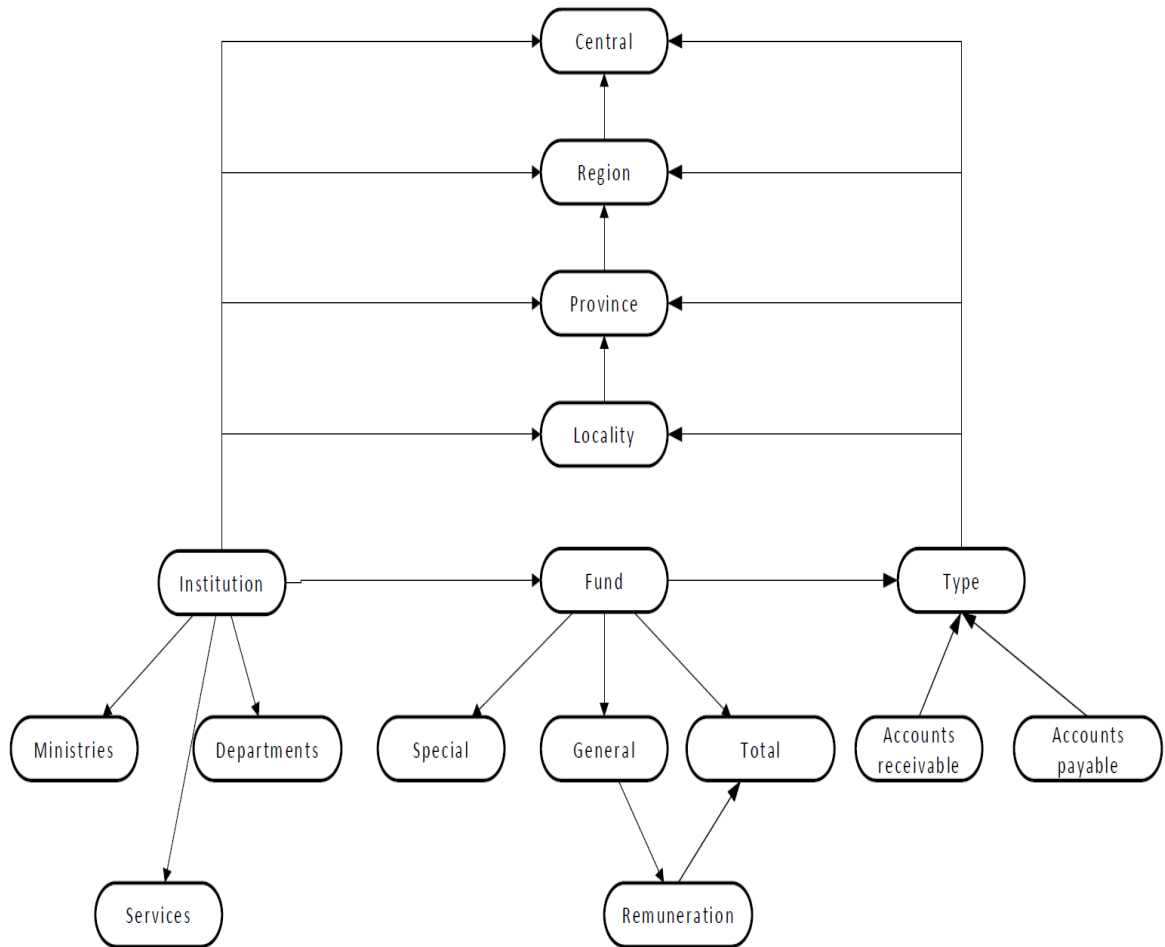 Central
Region
Province
Locality
Institution
Fund
Type
Ministries
Departments
Special
General
Total
Accounts
receivable
Accounts
payable
Services
Remuneration